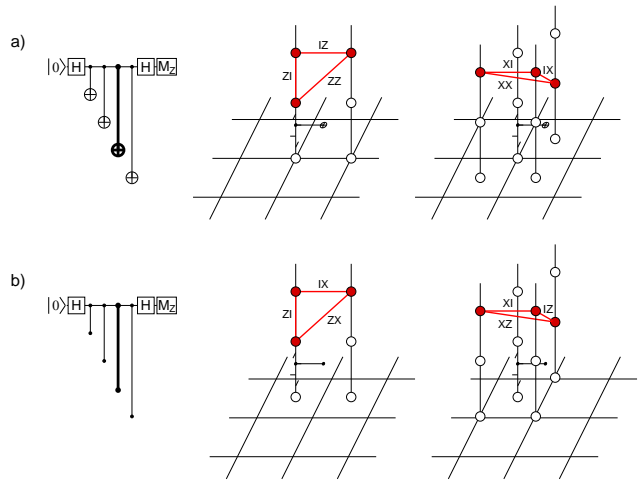 a)
|0⟩ H H M_Z
IZ
ZI
ZZ
XI IX
XX
b)
|0⟩ H H M_Z
IX
ZI
ZX
XI IZ
XZ